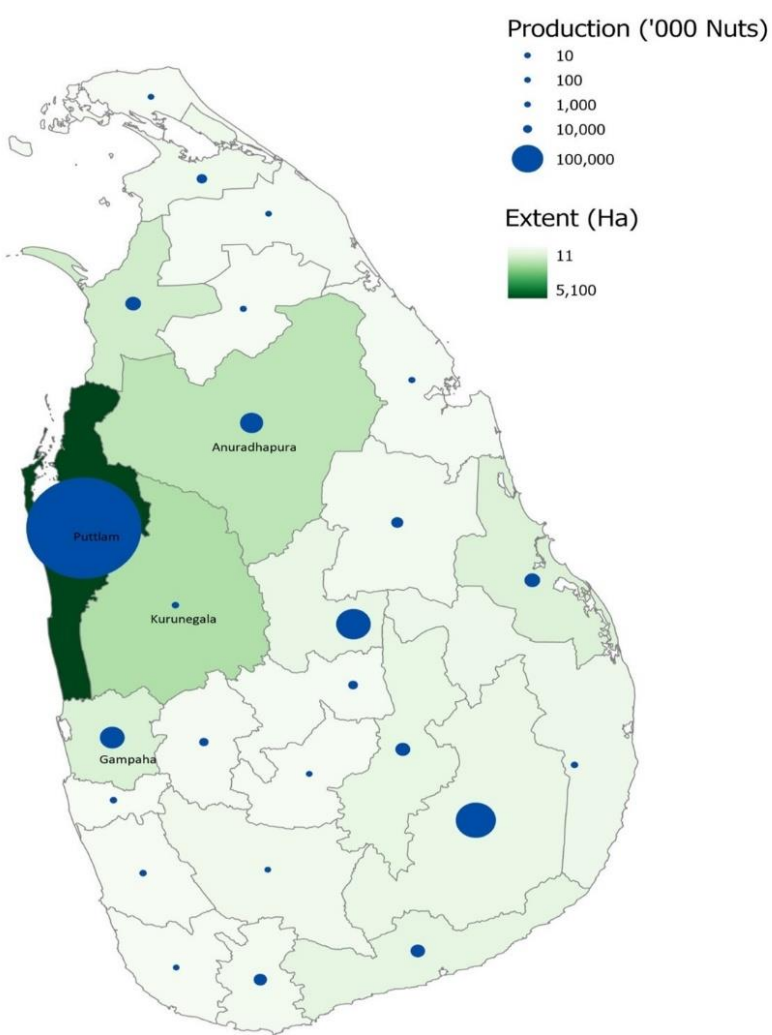 Production ('000 Nuts)
10
100
1,000
10,000
100,000
Extent (Ha)
11
5,100
Anuradhapura
Puttlam
Kurunegala
Gampaha